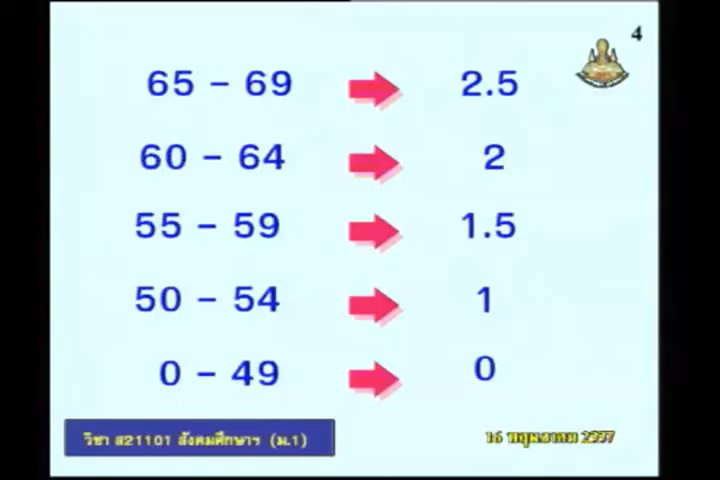 4
65 - 69 2.5
60 - 64 2
55 - 59 1.5
50 - 54 1
0 - 49 0
วิชา ส21101 สังคมศึกษาฯ (ม.1)
16 พฤษภาคม